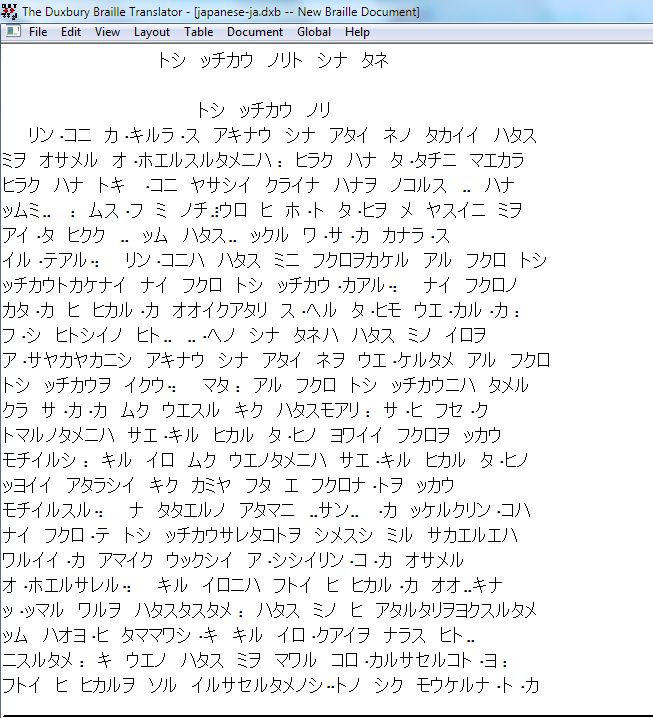 The Duxbury Braille Translator - [japanese-ja.dxb -- New Braille Document]
File Edit View Layout Table Document Global Help
トシ ッチカウ ノリト シナ タネ
トシ ッチカウ ノリ
リン・コニ カ・キルラ・ス アキナウ シナ アタイ ネノ タカイイ ハタス
ミヲ オサメル オ・ホエルスルタメニハ： ヒラク ハナ タ・タチニ マエカラ
ヒラク ハナ トキ ・コニ ヤサシイ クライナ ハナヲ ノコルス ‥ ハナ
ッムミ‥ ：ムス・フ ミ ノチ.:ウロ ヒ ホ・ト タ・ヒヲ メ ヤスイニ ミヲ
アイ・タ ヒクク ‥ ッム ハタス‥ ックル ワ・サ・カ カナラ・ス
イル・テアル・: リン・コニハ ハタス ミニ フクロヲカケル アル フクロ トシ
ッチカウトカケナイ ナイ フクロ トシ ッチカウ・カアル・: ナイ フクロノ
カタ・カ ヒ ヒカル・カ オオイクアタリ ス・ヘル タ・ヒモ ウエ・カル・カ：
フ・シ ヒトシイノ ヒト‥ ‥・ヘノ シナ タネハ ハタス ミノ イロヲ
ア・サヤカヤカニシ アキナウ シナ アタイ ネヲ ウエ・ケルタメ アル フクロ
トシ ッチカウヲ イクウ・: マタ：アル フクロ トシ ッチカウニハ タメル
クラ サ・カ・カ ムク ウエスル キク ハタスモアリ：サ・ヒ フセ・ク
トマルノタメニハ サエ・キル ヒカル タ・ヒノ ヨワイイ フクロヲ ッカウ
モチイルシ：キル イロ ムク ウエノタメニハ サエ・キル ヒカル タ・ヒノ
ッヨイイ アタラシイ キク カミヤ フタ エ フクロナ・トヲ ッカウ
モチイルスル・: ナ タタエルノ アタマニ ‥サン‥ ・カ ッケルクリン・コハ
ナイ フクロ・テ トシ ッチカウサレタコトヲ シメスシ ミル サカエルエハ
ワルイイ・カ アマイク ウックシイ ア・シシイリン・コ・カ オサメル
オ・ホエルサレル・: キル イロニハ フトイ ヒ ヒカル・カ オオ‥キナ
ッ・ッマル ワルヲ ハタスタスタメ：ハタス ミノ ヒ アタルタリヲヨクスルタメ
ッム ハオヨ・ヒ タママワシ・キ キル イロ・クアイヲ ナラス ヒト‥
ニスルタメ：キ ウエノ ハタス ミヲ マワル コロ・カルサセルコト・ヨ：
フトイ ヒ ヒカルヲ ソル イルサセルタメノシ‥トノ シク モウケルナ・ト・カ